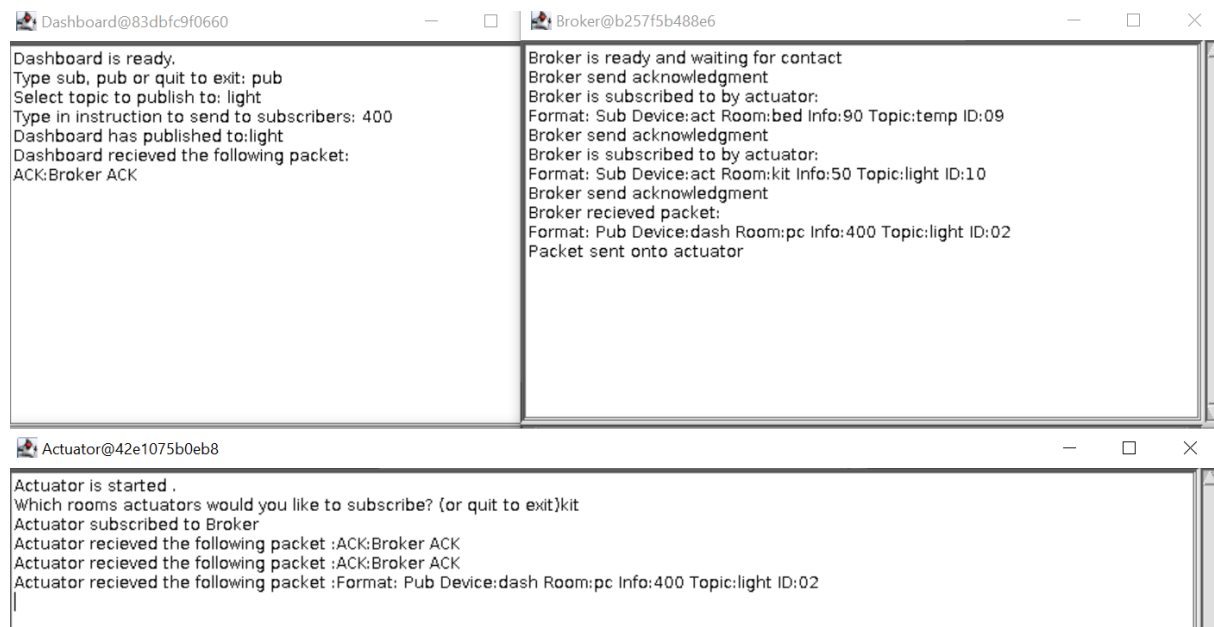 Dashboard@83dbfc9f0660
Dashboard is ready.
Type sub, pub or quit to exit: pub
Select topic to publish to: light
Type in instruction to send to subscribers: 400
Dashboard has published to:light
Dashboard recieved the following packet:
ACK:Broker ACK
Broker@b257f5b488e6
Broker is ready and waiting for contact
Broker send acknowledgment
Broker is subscribed to by actuator:
Format: Sub Device:act Room:bed Info:90 Topic:temp ID:09
Broker send acknowledgment
Broker is subscribed to by actuator:
Format: Sub Device:act Room:kit Info:50 Topic:light ID:10
Broker send acknowledgment
Broker recieved packet:
Format: Pub Device:dash Room:pc Info:400 Topic:light ID:02
Packet sent onto actuator
Actuator@42e1075b0eb8
Actuator is started .
Which rooms actuators would you like to subscribe? (or quit to exit)kit
Actuator subscribed to Broker
Actuator recieved the following packet :ACK:Broker ACK
Actuator recieved the following packet :ACK:Broker ACK
Actuator recieved the following packet :Format: Pub Device:dash Room:pc Info:400 Topic:light ID:02